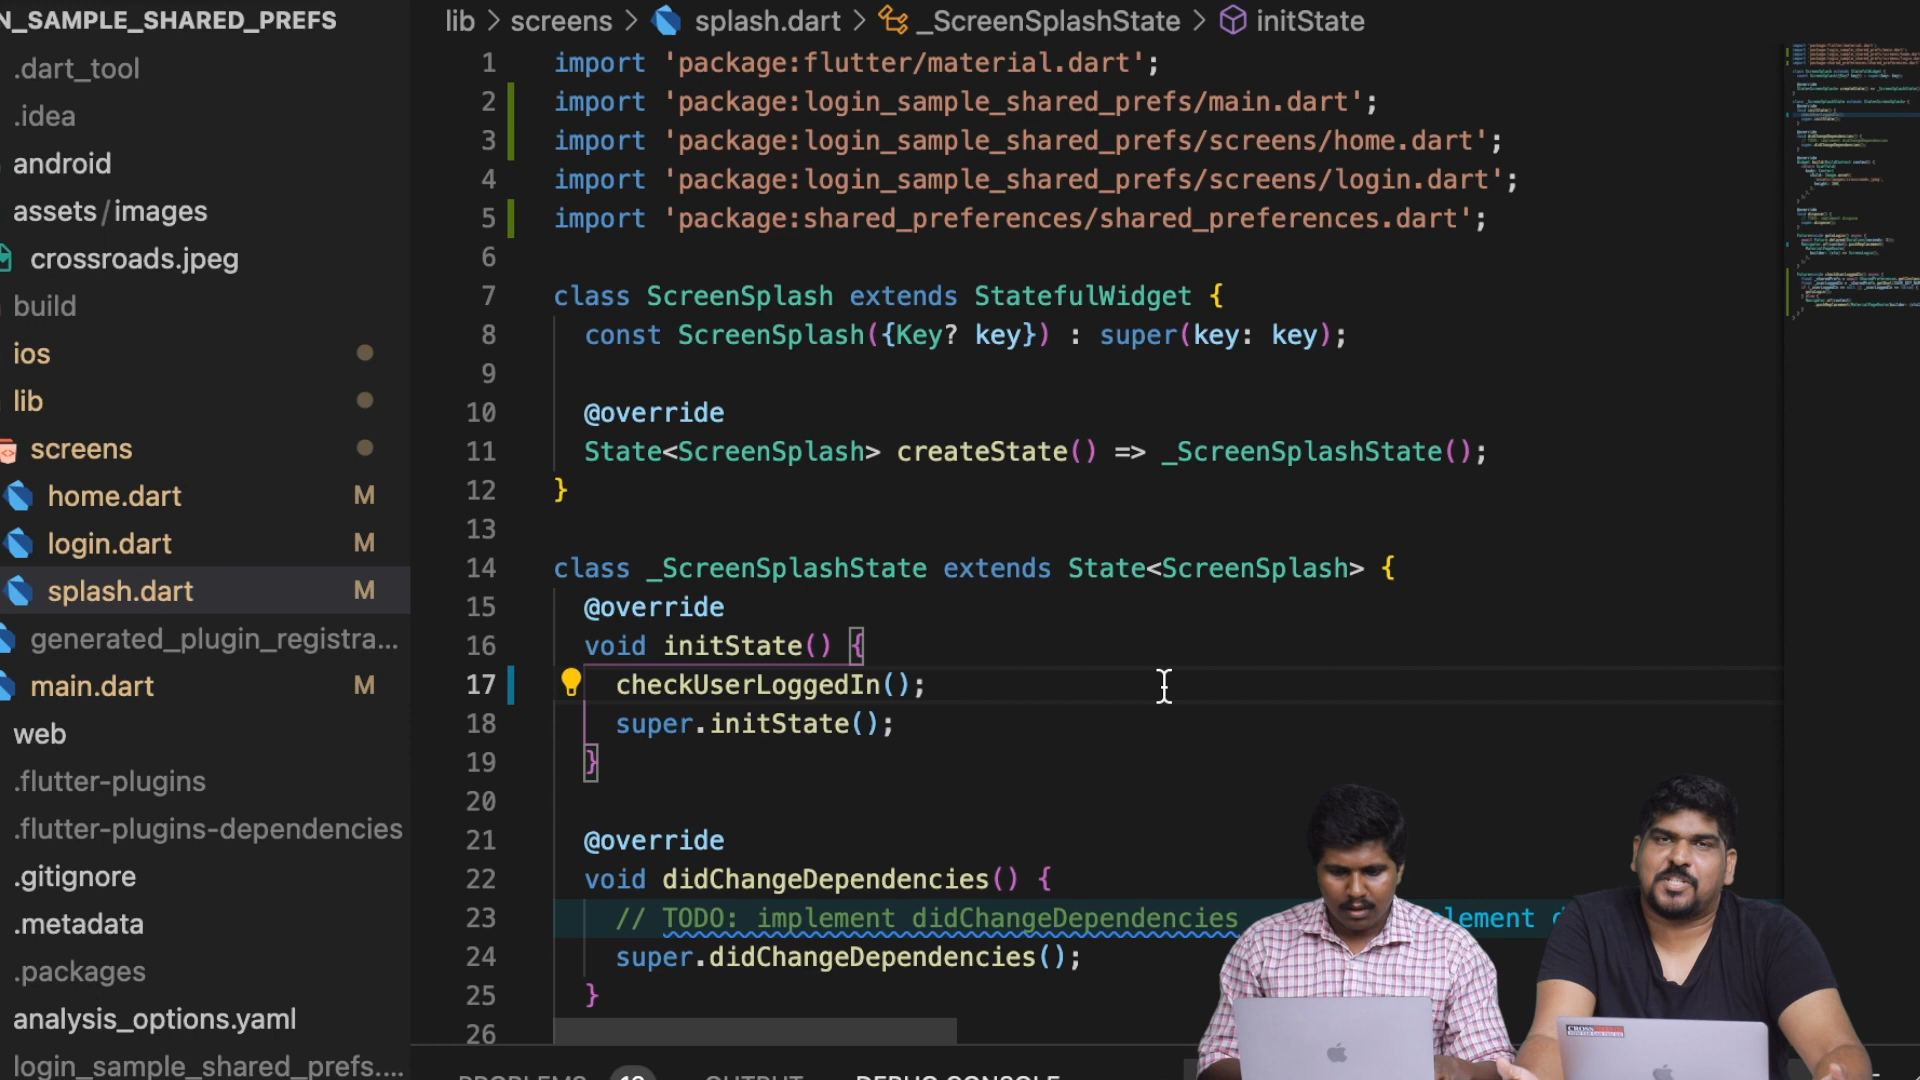 N_SAMPLE_SHARED_PREFS
.dart_tool
.idea
android
assets/images
crossroads.jpeg
build
ios
lib
screens
home.dart M
login.dart M
splash.dart M
generated_plugin_registra...
main.dart M
web
.flutter-plugins
.flutter-plugins-dependencies
.gitignore
.metadata
.packages
analysis_options.yaml
login_sample_shared_prefs....
lib > screens > splash.dart > _ScreenSplashState > initState
1 import 'package:flutter/material.dart';
2 import 'package:login_sample_shared_prefs/main.dart';
3 import 'package:login_sample_shared_prefs/screens/home.dart';
4 import 'package:login_sample_shared_prefs/screens/login.dart';
5 import 'package:shared_preferences/shared_preferences.dart';
6
7 class ScreenSplash extends StatefulWidget {
8 const ScreenSplash({Key? key}) : super(key: key);
9
10 @override
11 State<ScreenSplash> createState() => _ScreenSplashState();
12 }
13
14 class _ScreenSplashState extends State<ScreenSplash> {
15 @override
16 void initState() {
17 checkUserLoggedIn();
18 super.initState();
19 }
20
21 @override
22 void didChangeDependencies() {
23 // TODO: implement didChangeDependencies
24 super.didChangeDependencies();
25 }
26
PROBLEMS OUTPUT DEBUG CONSOLE